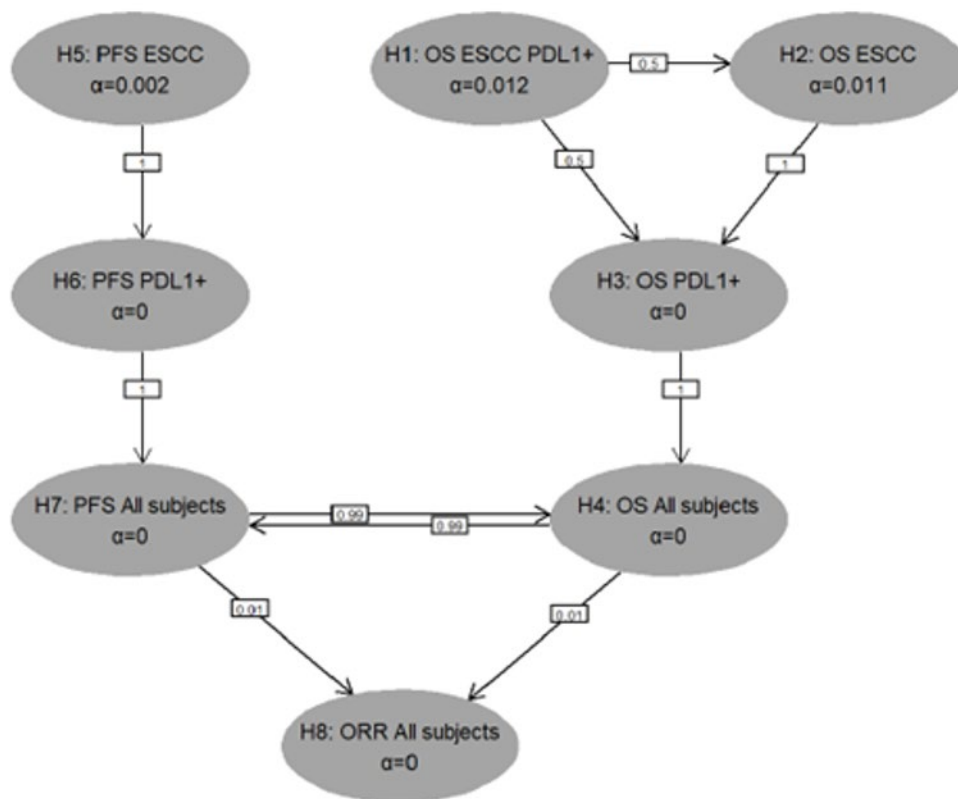 H5: PFS ESCC
α=0.002
H1: OS ESCC PDL1+
α=0.012
0.5
H2: OS ESCC
α=0.011
1
0.5
1
H6: PFS PDL1+
α=0
H3: OS PDL1+
α=0
1
1
H7: PFS All subjects
α=0
0.99
0.99
H4: OS All subjects
α=0
0.01
0.01
H8: ORR All subjects
α=0